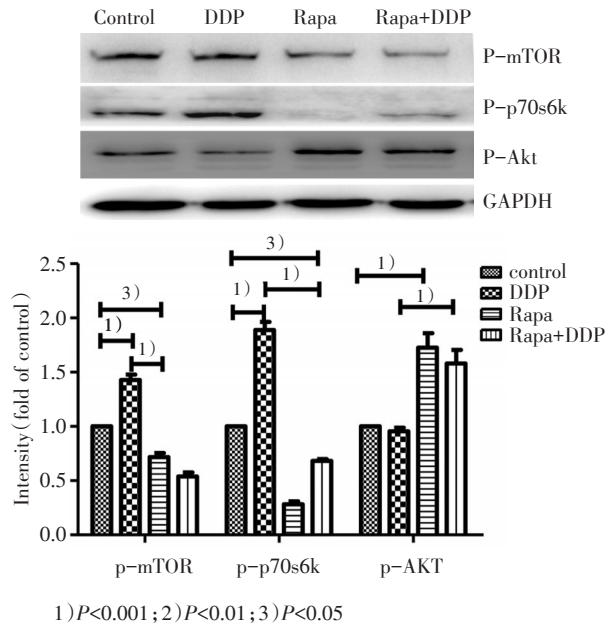 Control DDP Rapa Rapa+DDP
P-mTOR
P-p70s6k
P-Akt
GAPDH
Intensity(fold of control)
2.5
2.0
1.5
1.0
0.5
0.0
3)
1)
1)
3)
1)
1)
1)
1)
control
DDP
Rapa
Rapa+DDP
p-mTOR p-p70s6k p-AKT
1)P<0.001;2)P<0.01;3)P<0.05